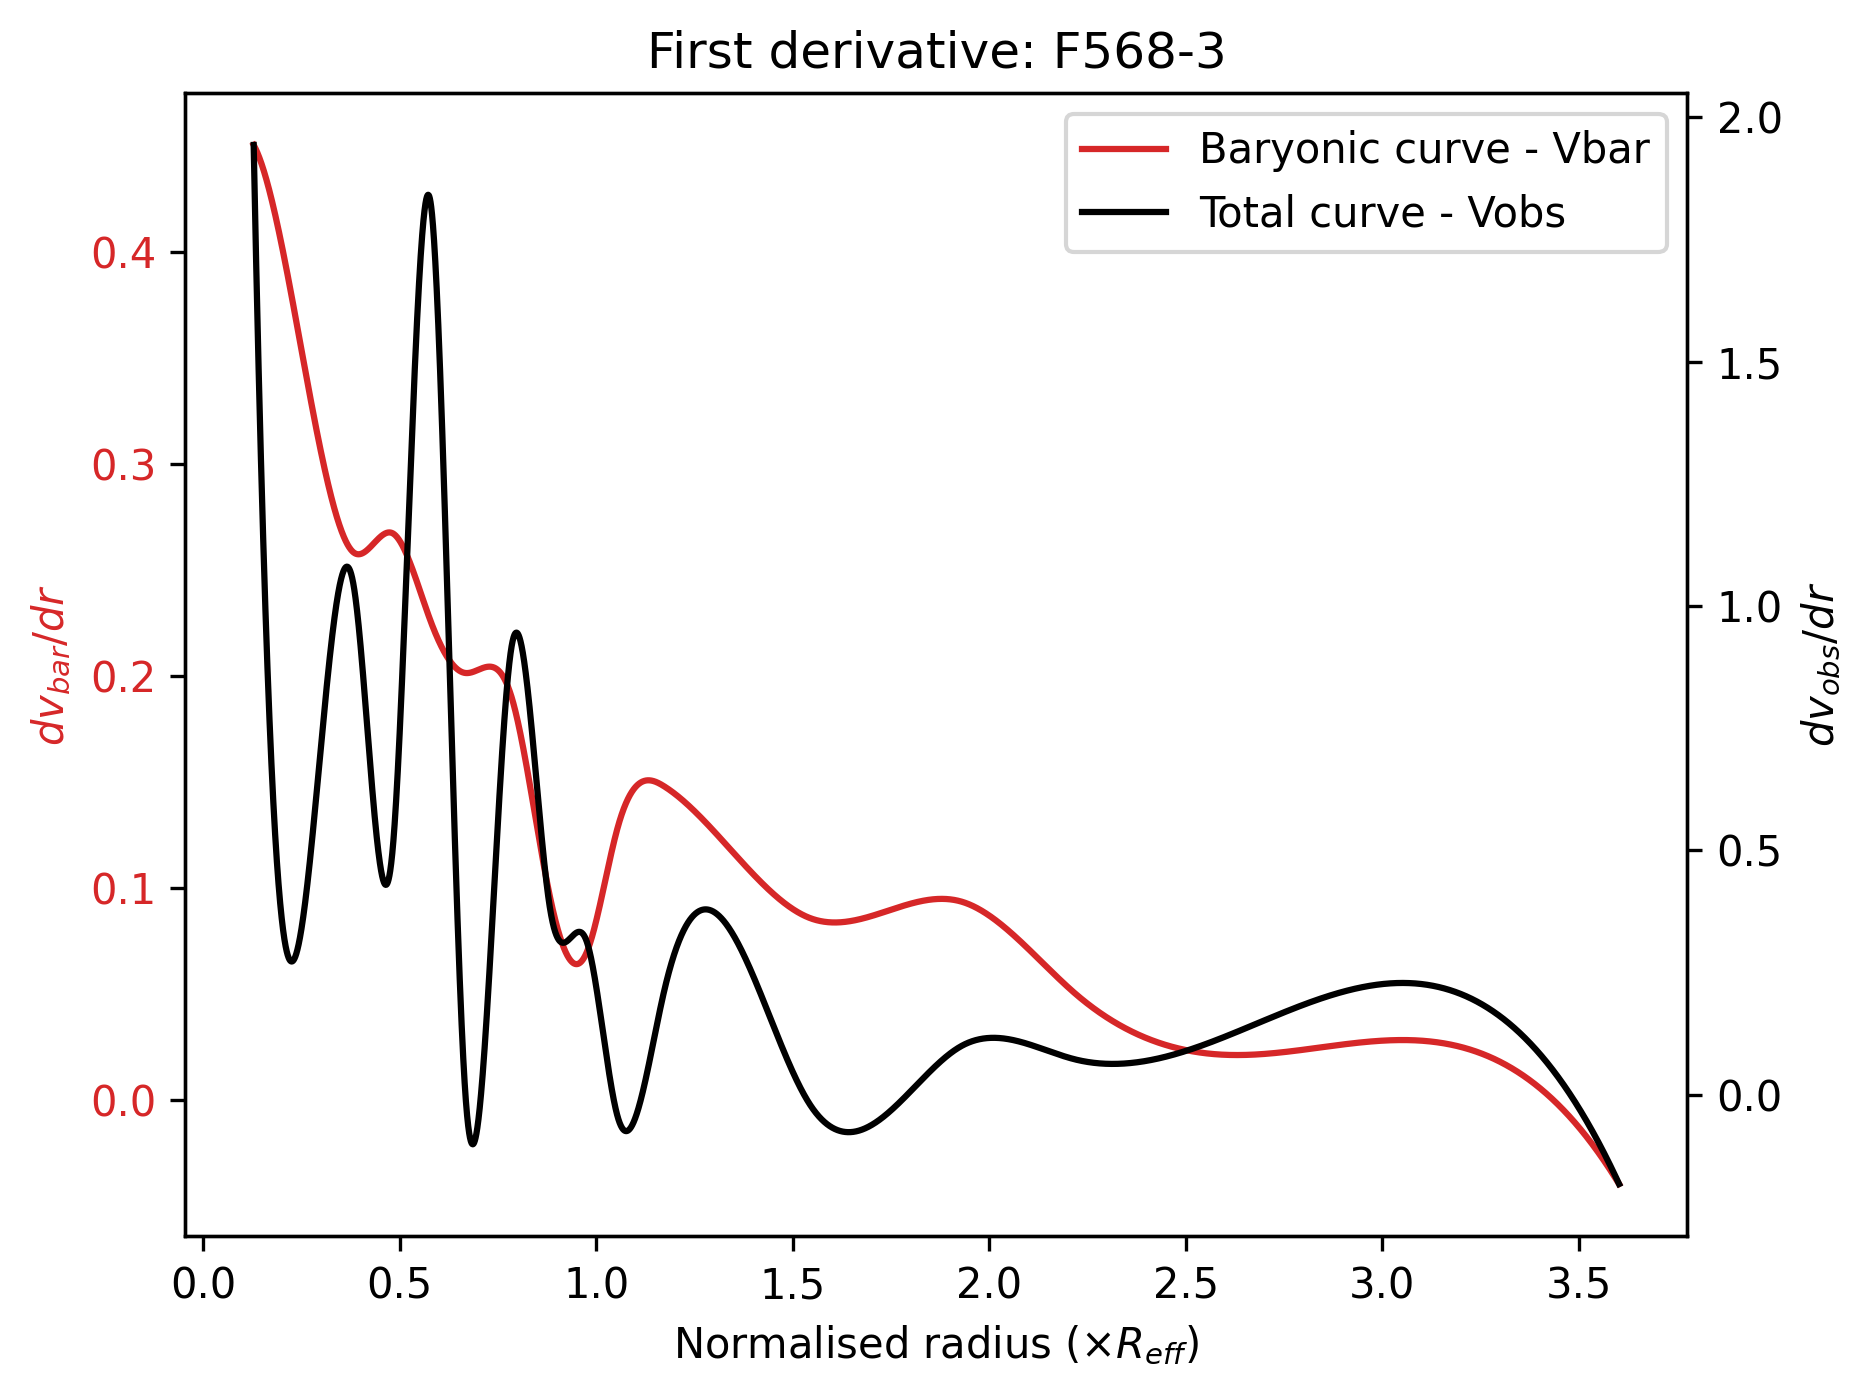 First derivative: F568-3
Baryonic curve - Vbar
Total curve - Vobs
0.4
0.3
0.2
0.1
0.0
dv_bar/dr
2.0
1.5
1.0
0.5
0.0
dv_obs/dr
0.0 0.5 1.0 1.5 2.0 2.5 3.0 3.5
Normalised radius (×R_eff)